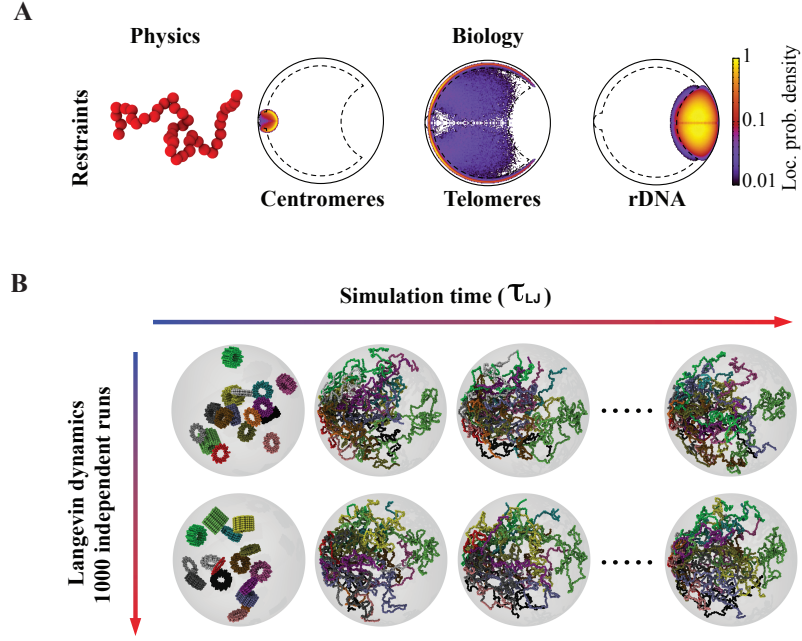 A
Physics
Biology
Restraints
Centromeres
Telomeres
rDNA
1
0.1
0.01
Loc. prob. density
B
Simulation time (τLJ)
Langevin dynamics
1000 independent runs